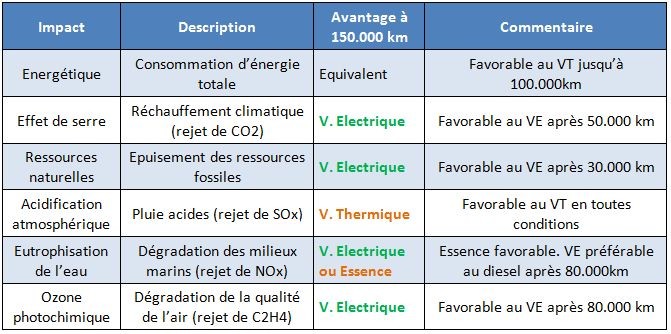 Impact
Description
Avantage à
150.000 km
Commentaire
Energétique
Consommation d’énergie
totale
Equivalent
Favorable au VT jusqu’à
100.000km
Effet de serre
Réchauffement climatique
(rejet de CO2)
V. Electrique
Favorable au VE après 50.000 km
Ressources
naturelles
Epuisement des ressources
fossiles
V. Electrique
Favorable au VE après 30.000 km
Acidification
atmosphérique
Pluie acides (rejet de SOx)
V. Thermique
Favorable au VT en toutes
conditions
Eutrophisation
de l’eau
Dégradation des milieux
marins (rejet de NOx)
V. Electrique
ou Essence
Essence favorable. VE préférable
au diesel après 80.000km
Ozone
photochimique
Dégradation de la qualité
de l’air (rejet de C2H4)
V. Electrique
Favorable au VE après 80.000 km